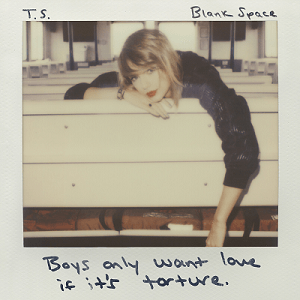 T.S.
Blank Space
Boys only want love
if it's torture.